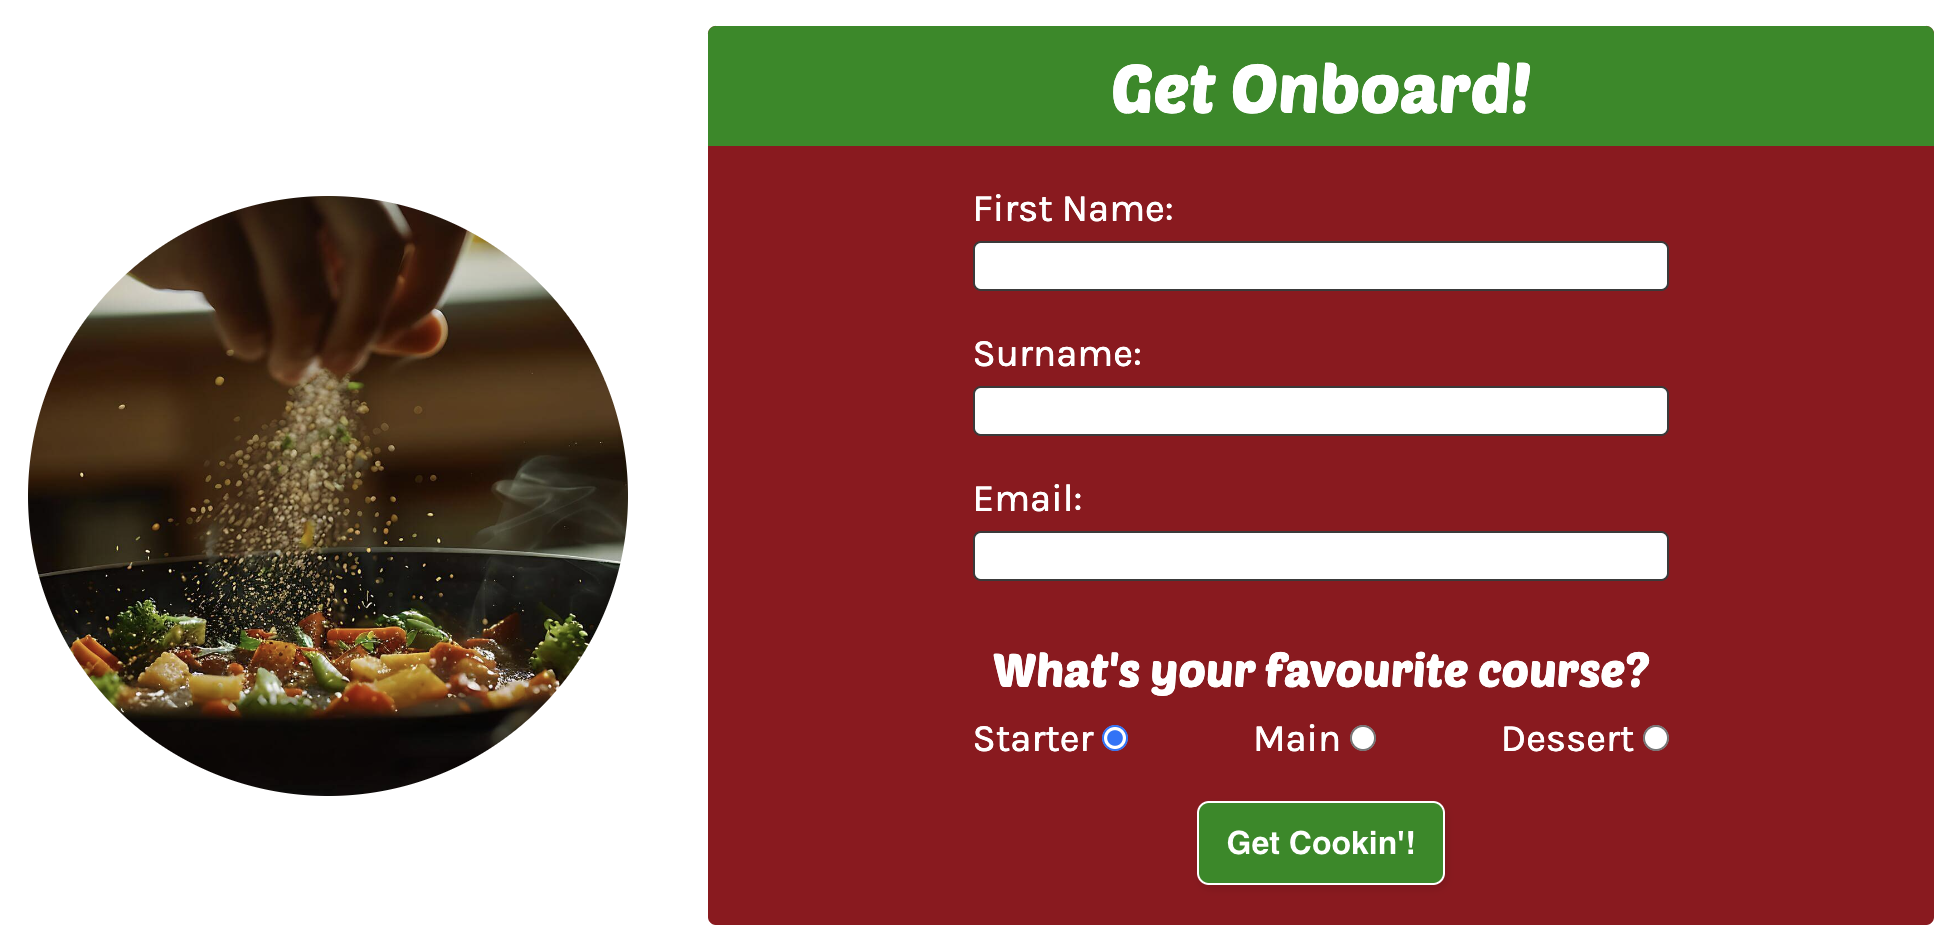 Get Onboard!
First Name:
Surname:
Email:
What's your favourite course?
Starter Main Dessert
Get Cookin'!